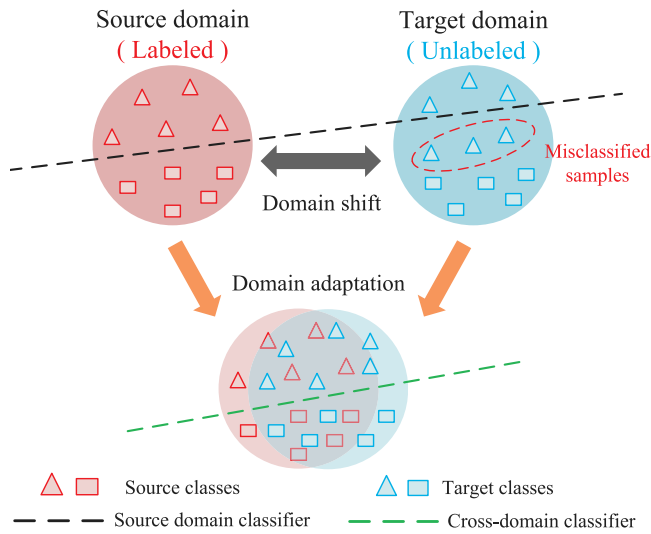 Source domain
( Labeled )
Target domain
( Unlabeled )
Misclassified
samples
Domain shift
Domain adaptation
Source classes
Target classes
Source domain classifier
Cross-domain classifier